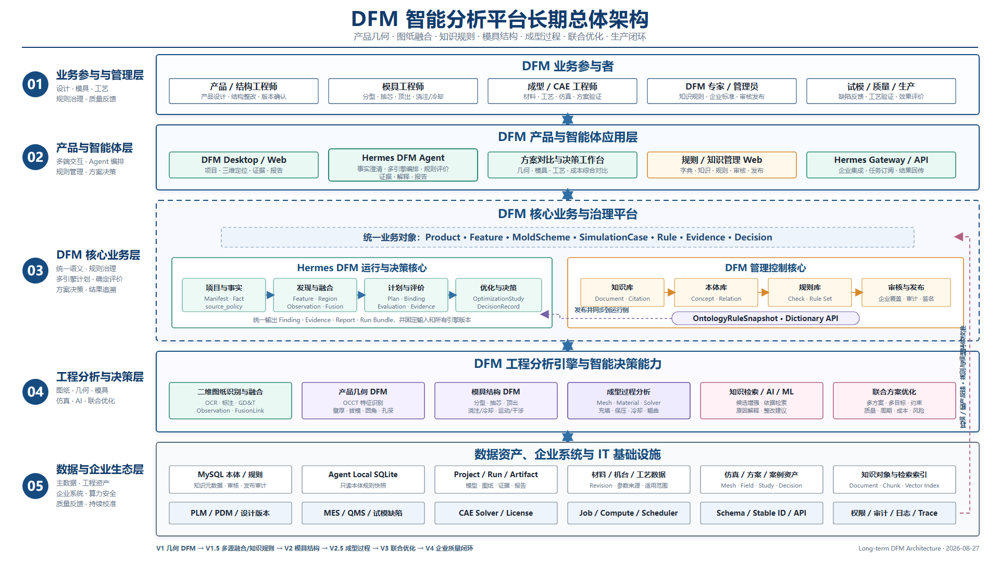 DFM 智能分析平台长期总体架构
产品几何 · 图纸融合 · 知识规则 · 模具结构 · 成型过程 · 联合优化 · 生产闭环
01
业务参与与管理层
设计 · 模具 · 工艺
规则治理 · 质量反馈
DFM 业务参与者
产品 / 结构工程师
产品设计 · 结构整改 · 版本确认
模具工程师
分型 · 抽芯 · 顶出 · 浇注/冷却
成型 / CAE 工程师
材料 · 工艺 · 仿真 · 方案验证
DFM 专家 / 管理员
知识规则 · 企业标准 · 审核发布
试模 / 质量 / 生产
缺陷反馈 · 工艺验证 · 效果评价
02
产品与智能体层
多端交互 · Agent 编排
规则管理 · 方案决策
DFM 产品与智能体应用层
DFM Desktop / Web
项目 · 三维定位 · 证据 · 报告
Hermes DFM Agent
事实澄清 · 多引擎编排 · 规则评价
证据 · 解释 · 报告
方案对比与决策工作台
几何 · 模具 · 工艺 · 成本综合对比
规则 / 知识管理 Web
字典 · 知识 · 规则 · 审核 · 发布
Hermes Gateway / API
企业集成 · 任务订阅 · 结果回传
03
DFM 核心业务层
统一语义 · 规则治理
多引擎计划 · 确定评价
方案决策 · 结果追溯
DFM 核心业务与治理平台
统一业务对象：Product • Feature • MoldScheme • SimulationCase • Rule • Evidence • Decision
Hermes DFM 运行与决策核心
项目与事实
Manifest · Fact
source_policy
发现与融合
Feature · Region
Observation · Fusion
计划与评价
Plan · Binding
Evaluation · Evidence
优化与决策
OptimizationStudy
DecisionRecord
统一输出 Finding · Evidence · Report · Run Bundle，并固定输入和所有引擎版本
DFM 管理控制核心
知识库
Document · Citation
本体库
Concept · Relation
规则库
Check · Rule Set
审核与发布
企业覆盖 · 审计 · 签名
发布并同步到运行侧
OntologyRuleSnapshot • Dictionary API
04
工程分析与决策层
图纸 · 几何 · 模具
仿真 · AI · 联合优化
DFM 工程分析引擎与智能决策能力
二维图纸识别与融合
OCR · 标注 · GD&T
Observation · FusionLink
产品几何 DFM
OCCT 特征识别
壁厚 · 拔模 · 圆角 · 孔深
模具结构 DFM
分型 · 抽芯 · 顶出
浇注/冷却 · 运动/干涉
成型过程分析
Mesh · Material · Solver
充填 · 保压 · 冷却 · 翘曲
知识检索 / AI / ML
候选增强 · 依据检索
原因解释 · 整改建议
联合方案优化
多方案 · 多目标 · 约束
质量 · 周期 · 成本 · 风险
05
数据与企业生态层
主数据 · 工程资产
企业系统 · 算力安全
质量反馈 · 持续校准
数据资产、企业系统与 IT 基础设施
MySQL 本体 / 规则
知识元数据 · 审核 · 发布审计
Agent Local SQLite
只读本体规则快照
Project / Run / Artifact
模型 · 图纸 · 证据 · 报告
材料 / 机台 / 工艺数据
Revision · 参数来源 · 适用范围
仿真 / 方案 / 案例资产
Mesh · Field · Study · Decision
知识对象与检索索引
Document · Chunk · Vector Index
PLM / PDM / 设计版本
MES / QMS / 试模缺陷
CAE Solver / License
Job / Compute / Scheduler
Schema / Stable ID / API
权限 / 审计 / 日志 / Trace
V1 几何 DFM → V1.5 多源融合/知识规则 → V2 模具结构 → V2.5 成型过程 → V3 联合优化 → V4 企业质量闭环
Long-term DFM Architecture · 2026-08-27